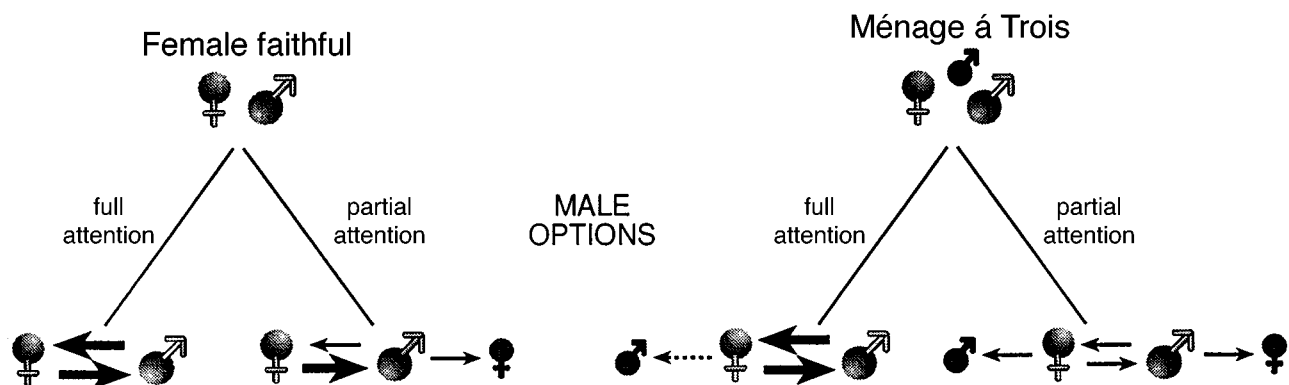 Female faithful
Ménage á Trois
full
attention
partial
attention
MALE
OPTIONS
full
attention
partial
attention